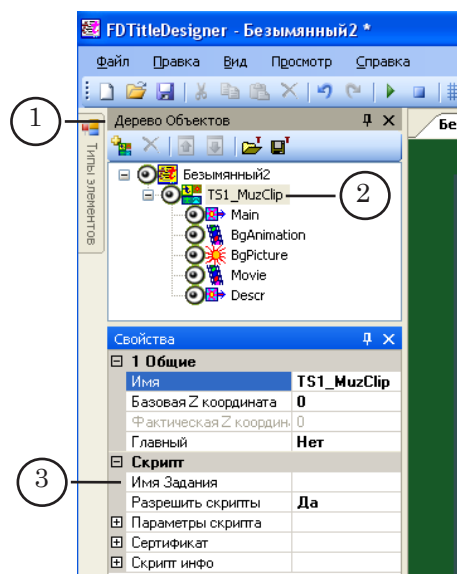 FDTitleDesigner - Безымянный2 *
Файл Правка Вид Просмотр Справка
1
Дерево Объектов
Бе
Типы элементов
Безымянный2
TS1_MuzClip
2
Main
BgAnimation
BgPicture
Movie
Descr
Свойства
1 Общие
Имя TS1_MuzClip
Базовая Z координата 0
Фактическая Z координ. 0
Главный Нет
Скрипт
3
Имя Задания
Разрешить скрипты Да
Параметры скрипта
Сертификат
Скрипт инфо